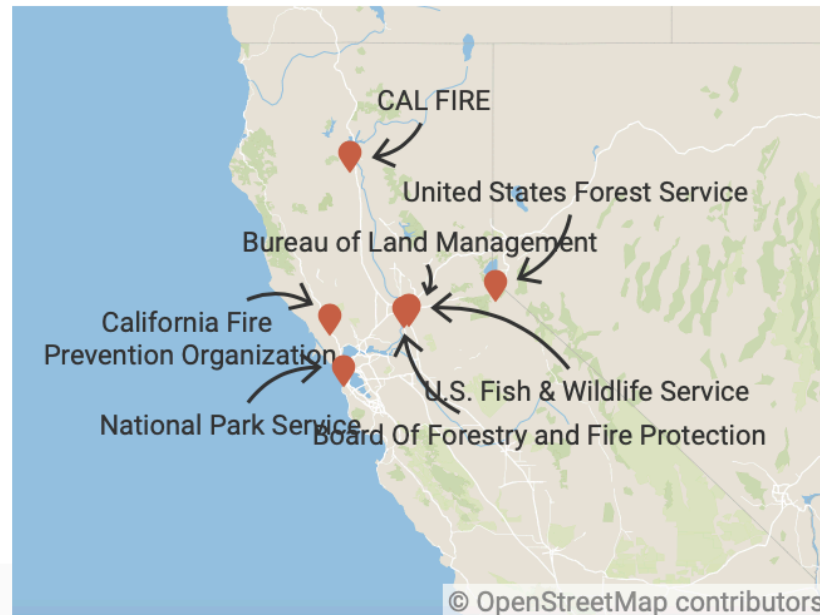 CAL FIRE
United States Forest Service
Bureau of Land Management
California Fire
Prevention Organization
U.S. Fish & Wildlife Service
National Park Service
Board Of Forestry and Fire Protection
© OpenStreetMap contributors